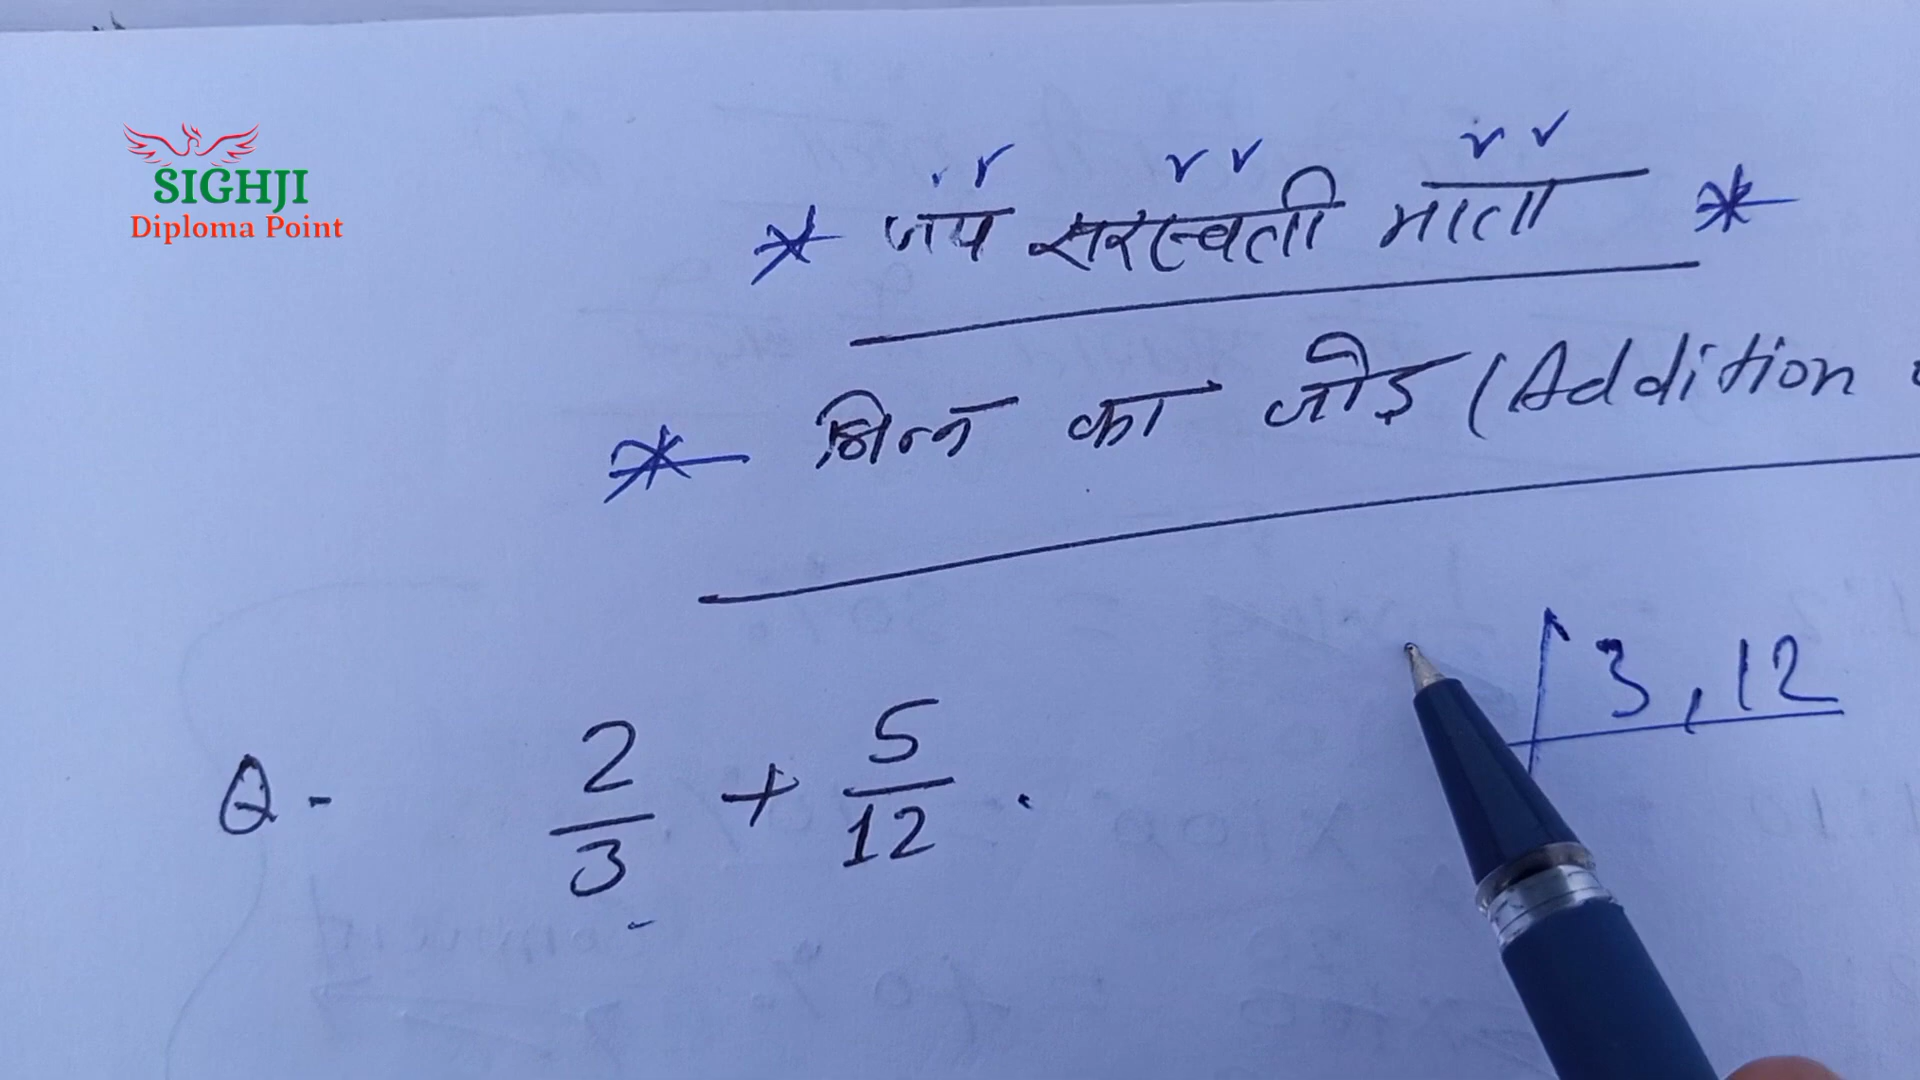 SIGHJI
Diploma Point
* जय सरस्वती माता *
* भिन्न का जोड़ (Addition
3, 12
Q - 2/3 + 5/12 .